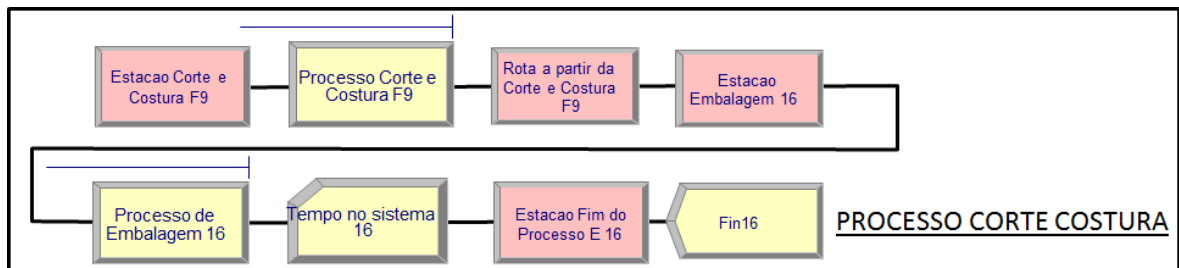 Estacao Corte e
Costura F9
Processo Corte e
Costura F9
Rota a partir da
Corte e Costura
F9
Estacao
Embalagem 16
Processo de
Embalagem 16
Tempo no sistema
16
Estacao Fim do
Processo E 16
Fin16
PROCESSO CORTE COSTURA